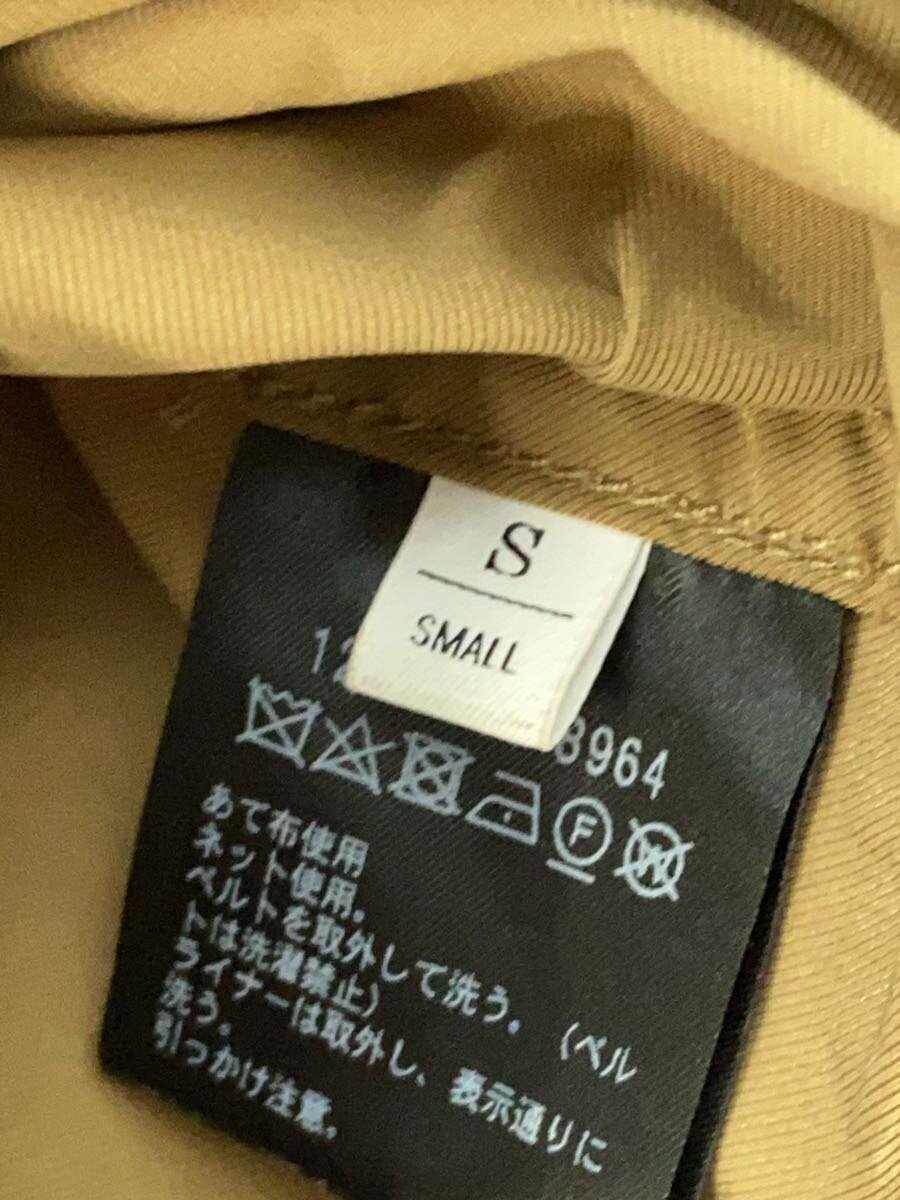 S
SMALL
12 8964
F
W
あて布使用
ネット使用。
ベルトを取外して洗う。（ベル
トは洗濯禁止）
ライナーは取外し、表示通りに
洗う。
引っかけ注意。